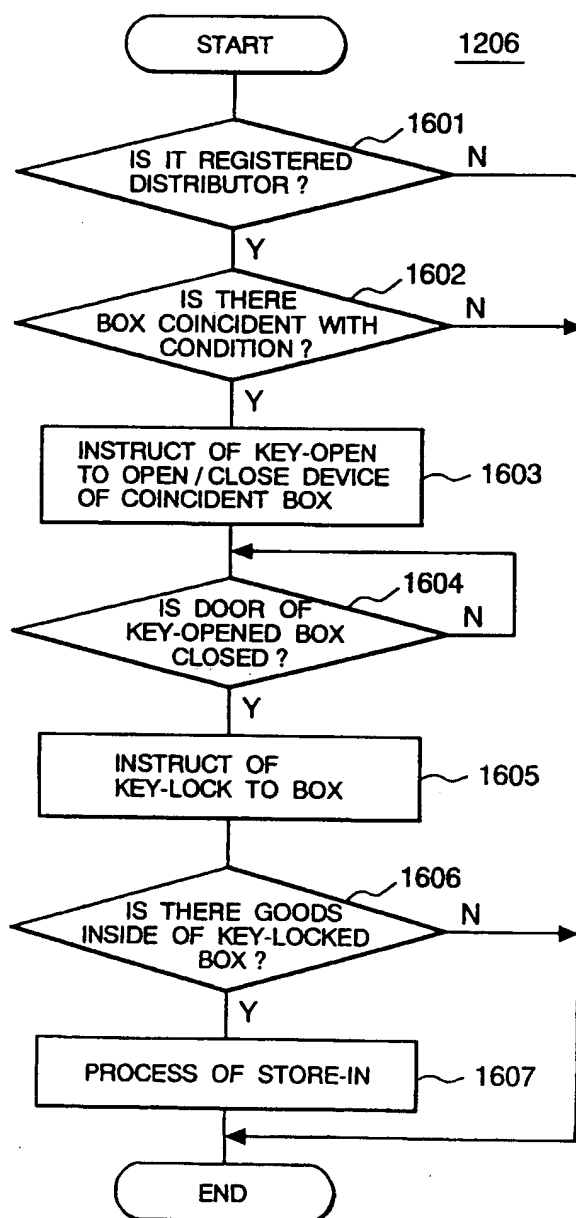 START
1206
1601
IS IT REGISTERED
DISTRIBUTOR ?
N
Y
1602
IS THERE
BOX COINCIDENT WITH
CONDITION ?
N
Y
INSTRUCT OF KEY-OPEN
TO OPEN / CLOSE DEVICE
OF COINCIDENT BOX
1603
1604
IS DOOR OF
KEY-OPENED BOX
CLOSED ?
N
Y
INSTRUCT OF
KEY-LOCK TO BOX
1605
1606
IS THERE GOODS
INSIDE OF KEY-LOCKED
BOX ?
N
Y
PROCESS OF STORE-IN
1607
END